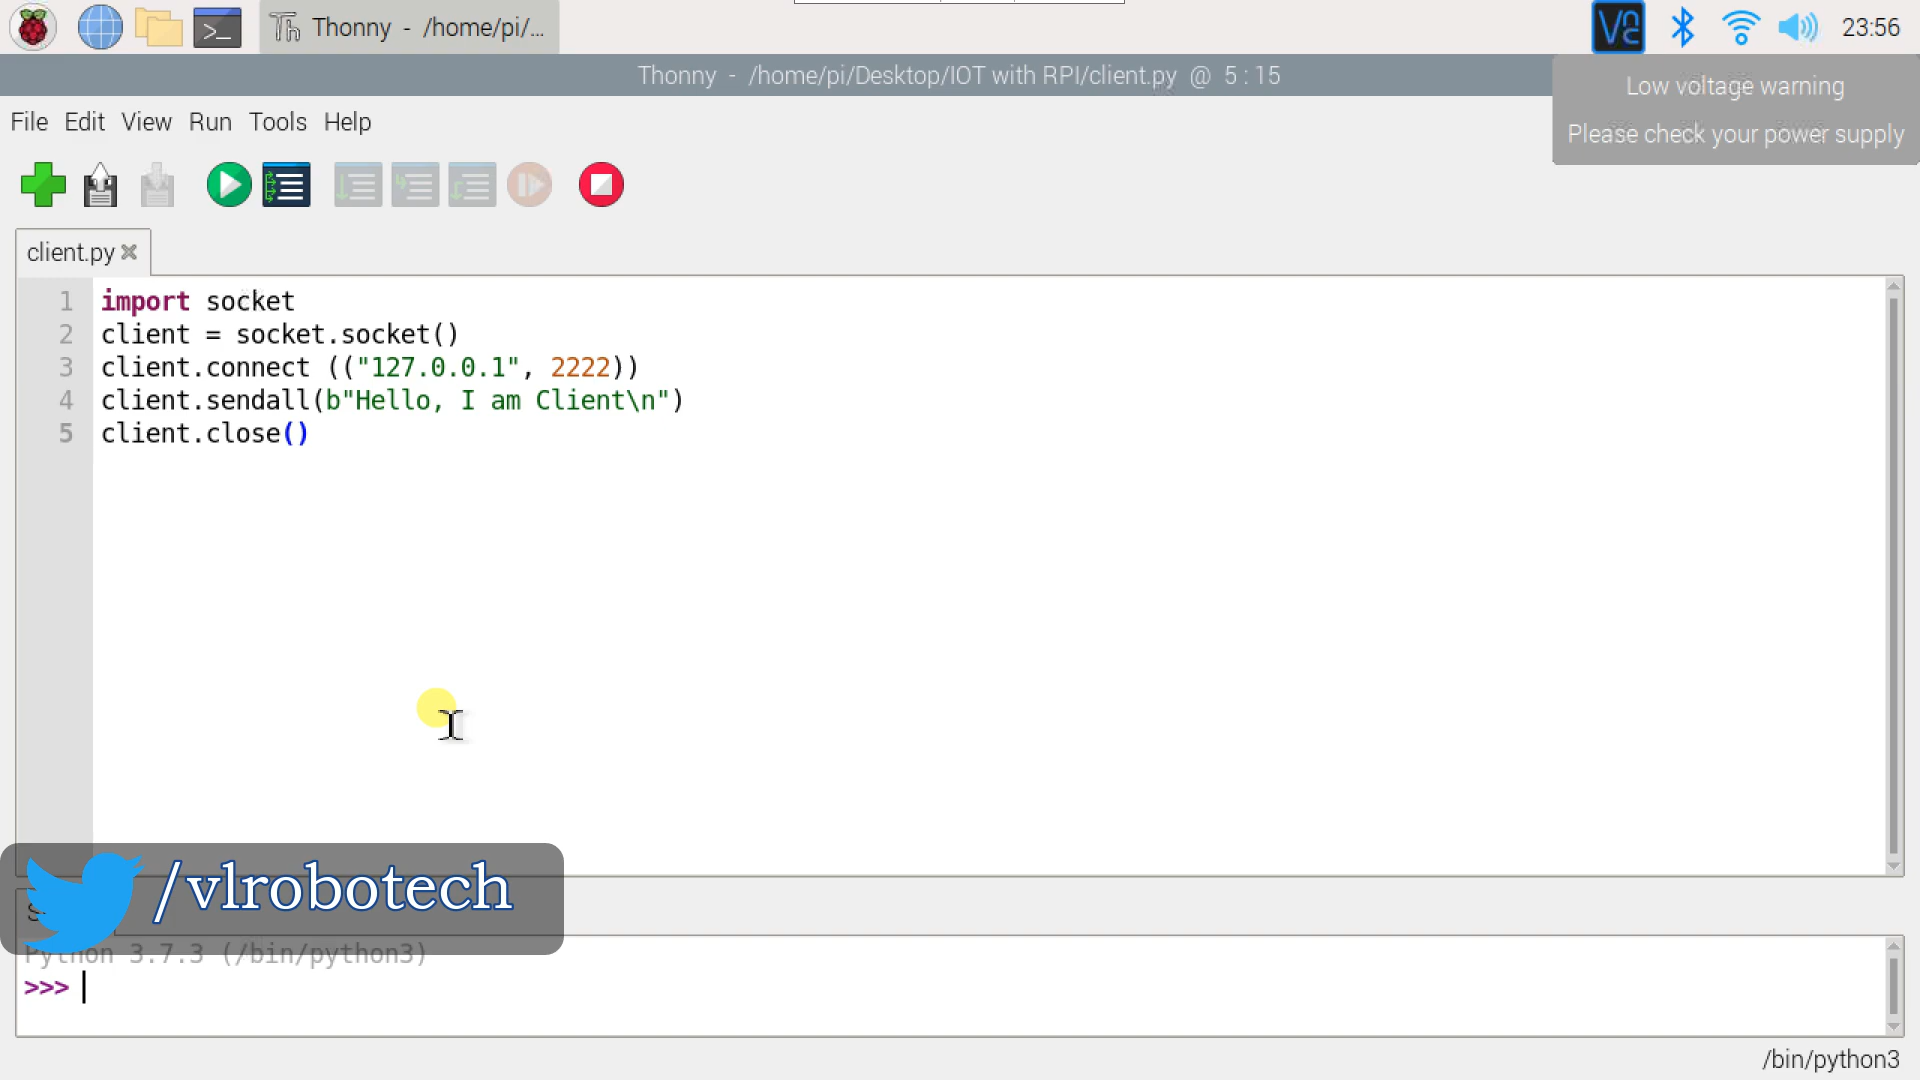 Thonny - /home/pi/...
VNC
23:56
Thonny - /home/pi/Desktop/IOT with RPI/client.py @ 5 : 15
Low voltage warning
Please check your power supply
File Edit View Run Tools Help
client.py
1 import socket
2 client = socket.socket()
3 client.connect (("127.0.0.1", 2222))
4 client.sendall(b"Hello, I am Client\n")
5 client.close()
/vlrobotech
Python 3.7.3 (/bin/python3)
>>>
/bin/python3